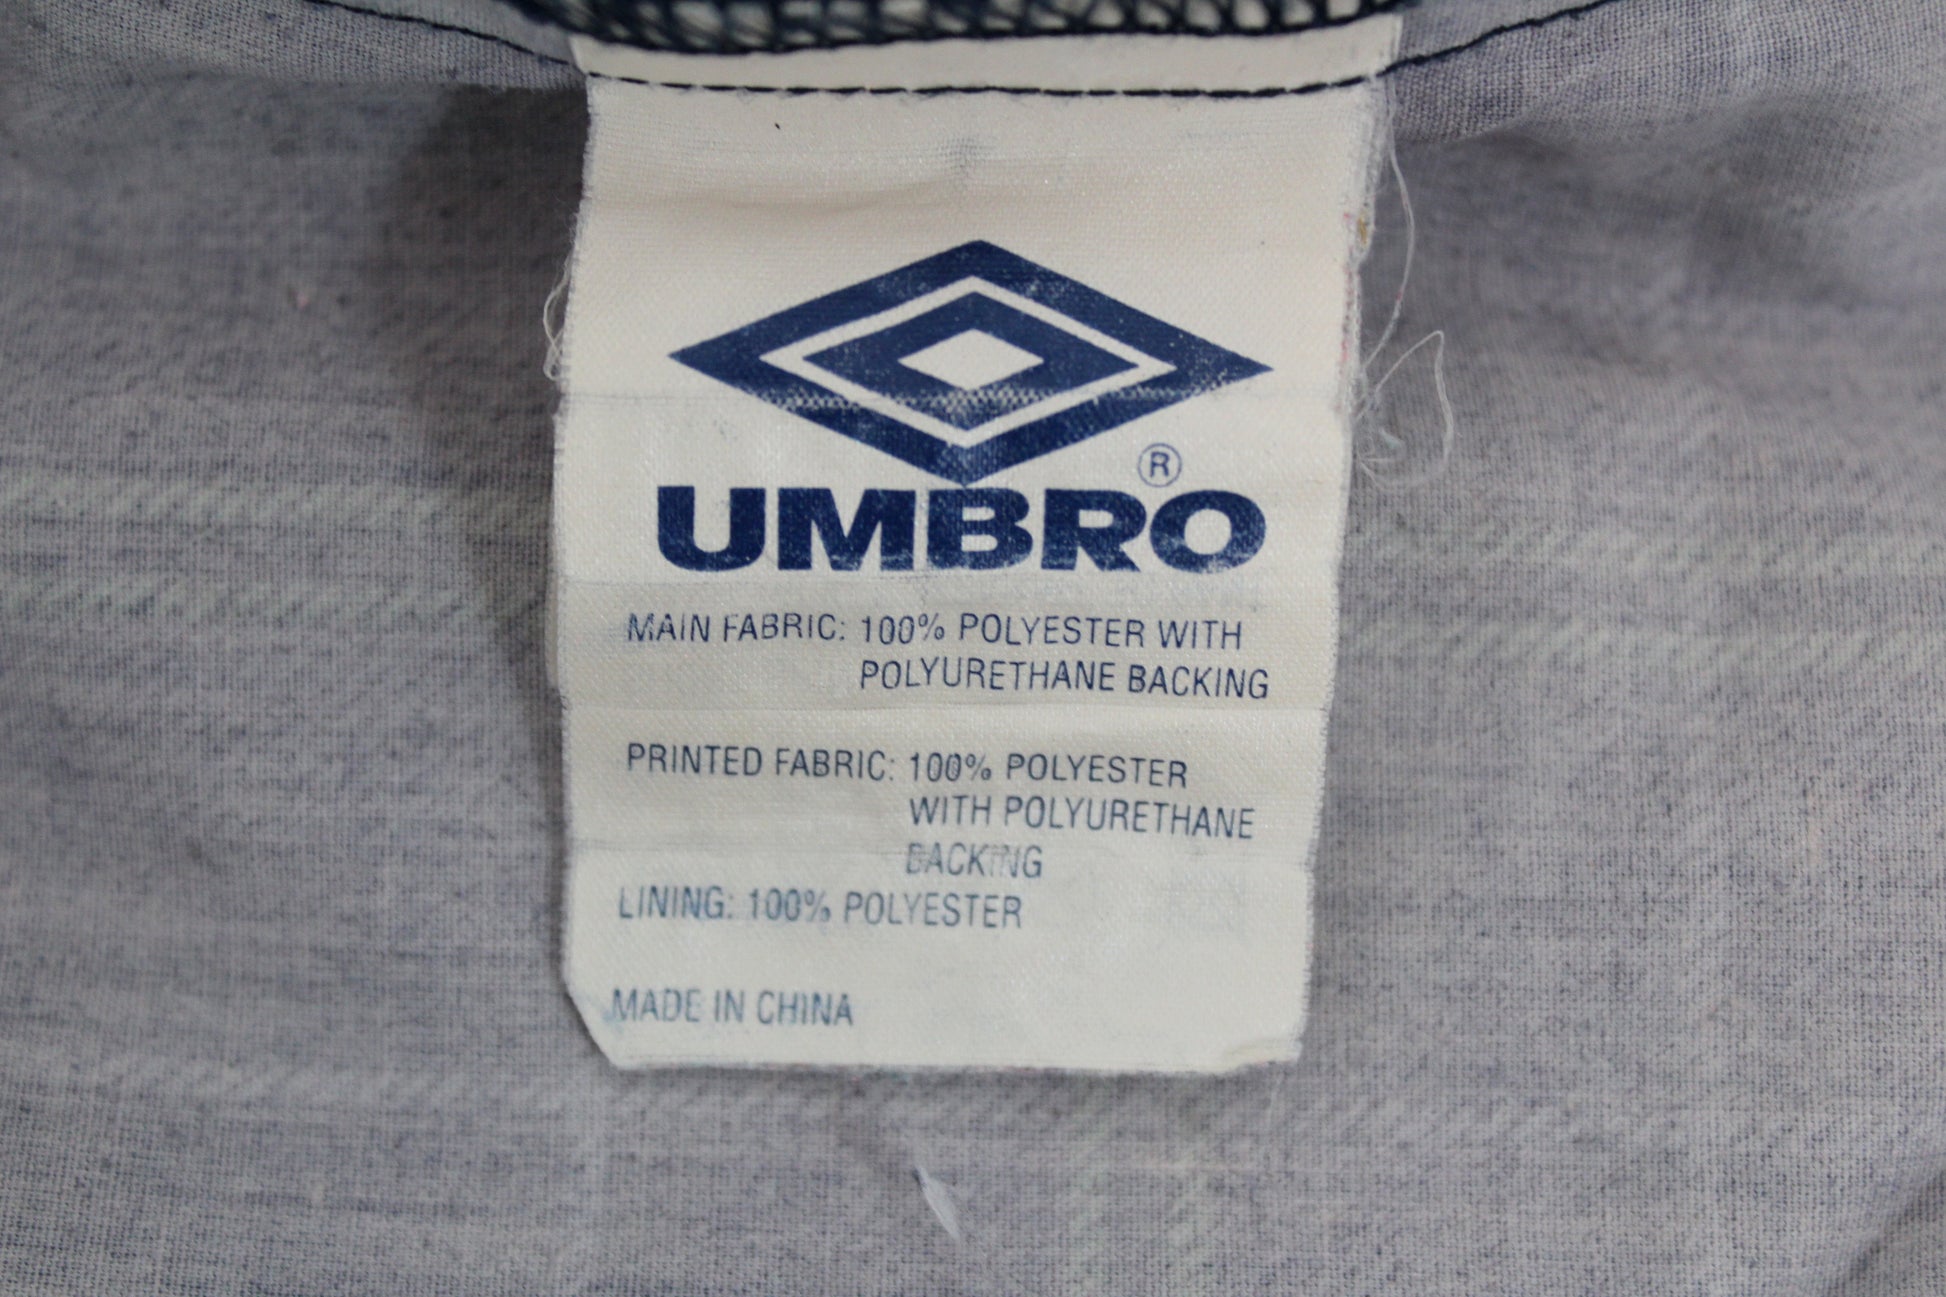 ®
UMBRO
MAIN FABRIC: 100% POLYESTER WITH
POLYURETHANE BACKING
PRINTED FABRIC: 100% POLYESTER
WITH POLYURETHANE
BACKING
LINING: 100% POLYESTER
MADE IN CHINA